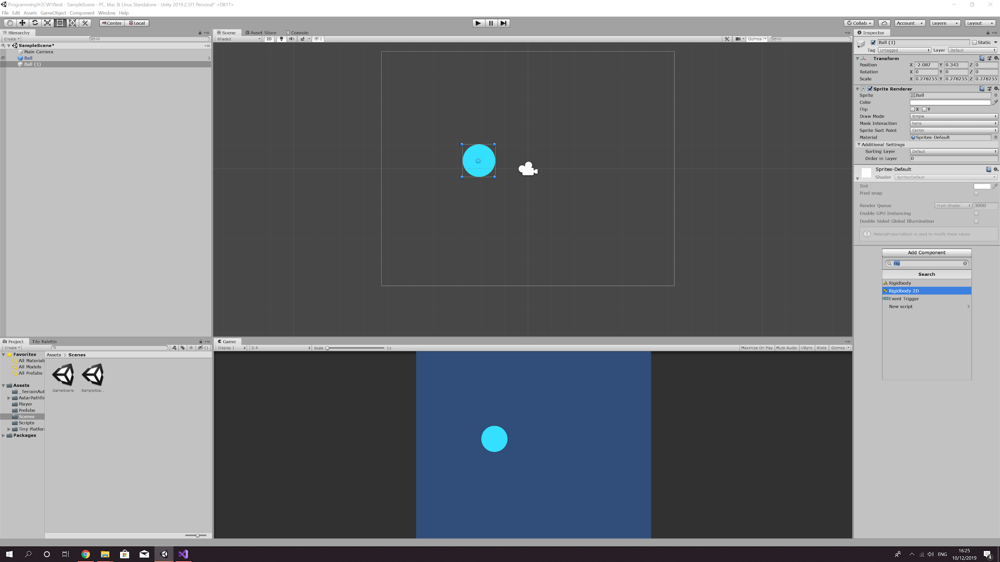 ProgrammingYr2CW1Resit - SampleScene - PC, Mac & Linux Standalone - Unity 2019.2.5f1 Personal* <DX11>
File Edit Assets GameObject Component Window Help
Center Local
Collab Account Layers Layout
Hierarchy
Create All
SampleScene*
Main Camera
Ball
Ball (1)
Scene Asset Store Console
Shaded 2D 1 Gizmos All
Inspector
Ball (1) Static
Tag Untagged Layer Default
Transform
Position X -2.087 Y 0.343 Z 0
Rotation X 0 Y 0 Z 0
Scale X 0.278255 Y 0.278255 Z 0.278255
Sprite Renderer
Sprite Ball
Color
Flip X Y
Draw Mode Simple
Mask Interaction None
Sprite Sort Point Center
Material Sprites-Default
Additional Settings
Sorting Layer Default
Order in Layer 0
Sprites-Default
Shader Sprites/Default
Tint
Pixel snap
Render Queue From Shader 3000
Enable GPU Instancing
Double Sided Global Illumination
MaterialPropertyBlock is used to modify these values
Add Component
rig
Search
Rigidbody
Rigidbody 2D
Event Trigger
New script
Project Tile Palette
Create 11
Favorites
All Materials
All Models
All Prefabs
Assets
_TerrainAut
AstarPathfin
Player
Prefabs
Scenes
Scripts
Tiny Platfor
Packages
Assets > Scenes
GameScene SampleSce...
Game
Display 1 5:4 Scale 1x Maximize On Play Mute Audio VSync Stats Gizmos
ENG
16:25
10/12/2019
4